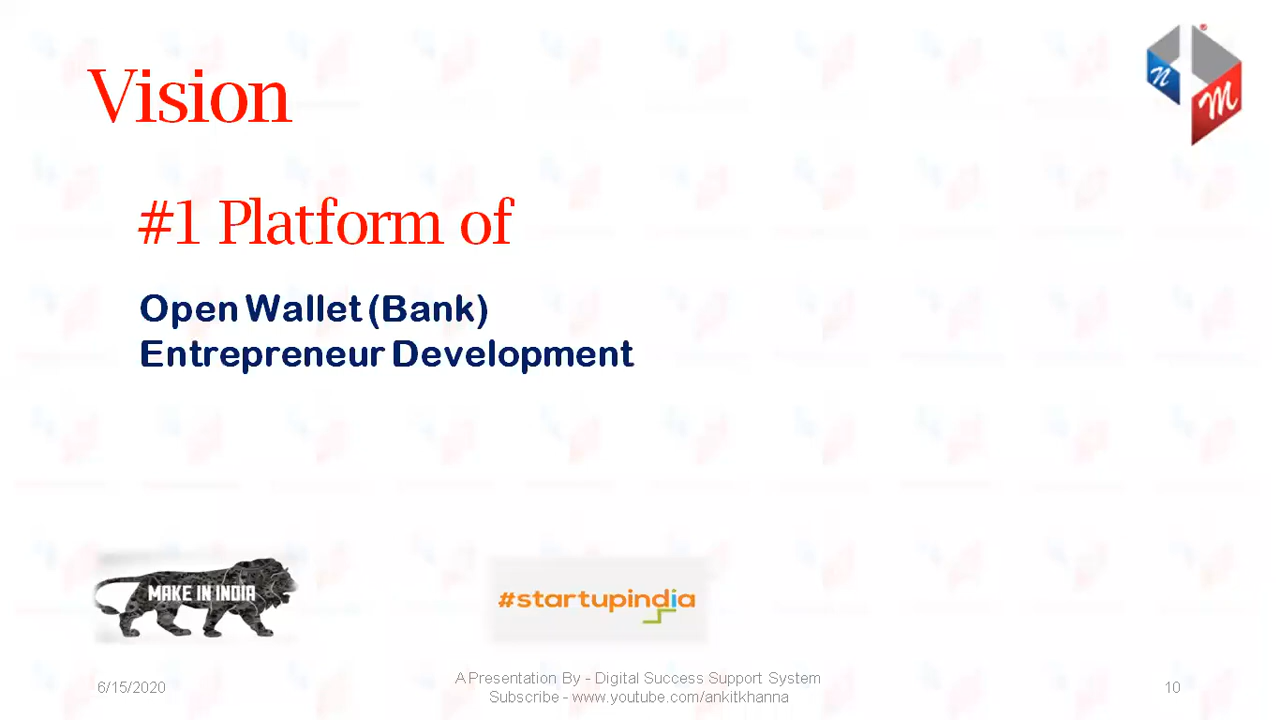 Vision
n
M
#1 Platform of
Open Wallet (Bank)
Entrepreneur Development
MAKE IN INDIA
#startupindia
6/15/2020
A Presentation By - Digital Success Support System
Subscribe - www.youtube.com/ankitkhanna
10